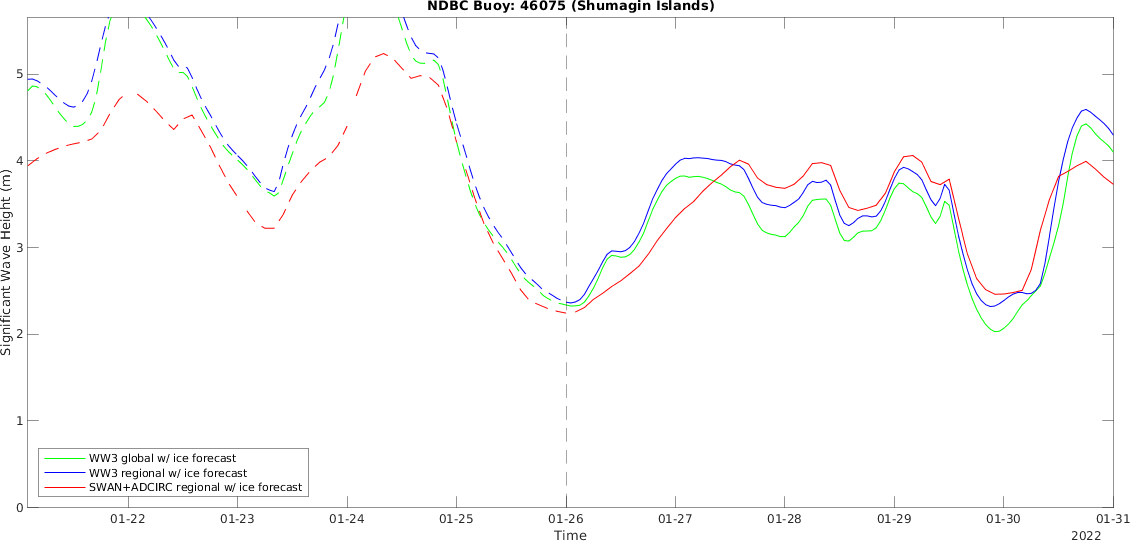 NDBC Buoy: 46075 (Shumagin Islands)
Significant Wave Height (m)
5
4
3
2
1
0
WW3 global w/ ice forecast
WW3 regional w/ ice forecast
SWAN+ADCIRC regional w/ ice forecast
01-22 01-23 01-24 01-25 01-26 01-27 01-28 01-29 01-30 01-31
Time
2022